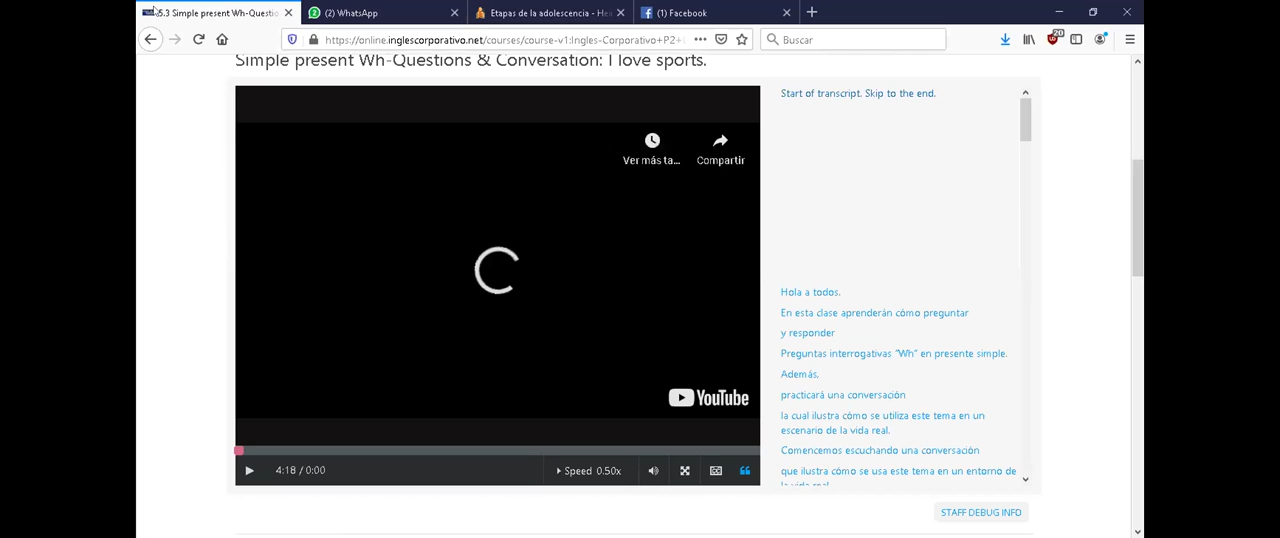 5.3 Simple present Wh-Questio
(2) WhatsApp
Etapas de la adolescencia - He
(1) Facebook
https://online.inglescorporativo.net/courses/course-v1:Ingles-Corporativo+P2+
Buscar
20
Simple present Wh-Questions & Conversation: I love sports.
Ver más ta...
Compartir
YouTube
4:18 / 0:00
Speed 0.50x
Start of transcript. Skip to the end.
Hola a todos.
En esta clase aprenderán cómo preguntar
y responder
Preguntas interrogativas "Wh" en presente simple.
Además,
practicará una conversación
la cual ilustra cómo se utiliza este tema en un
escenario de la vida real.
Comencemos escuchando una conversación
que ilustra cómo se usa este tema en un entorno de
la vida real.
STAFF DEBUG INFO